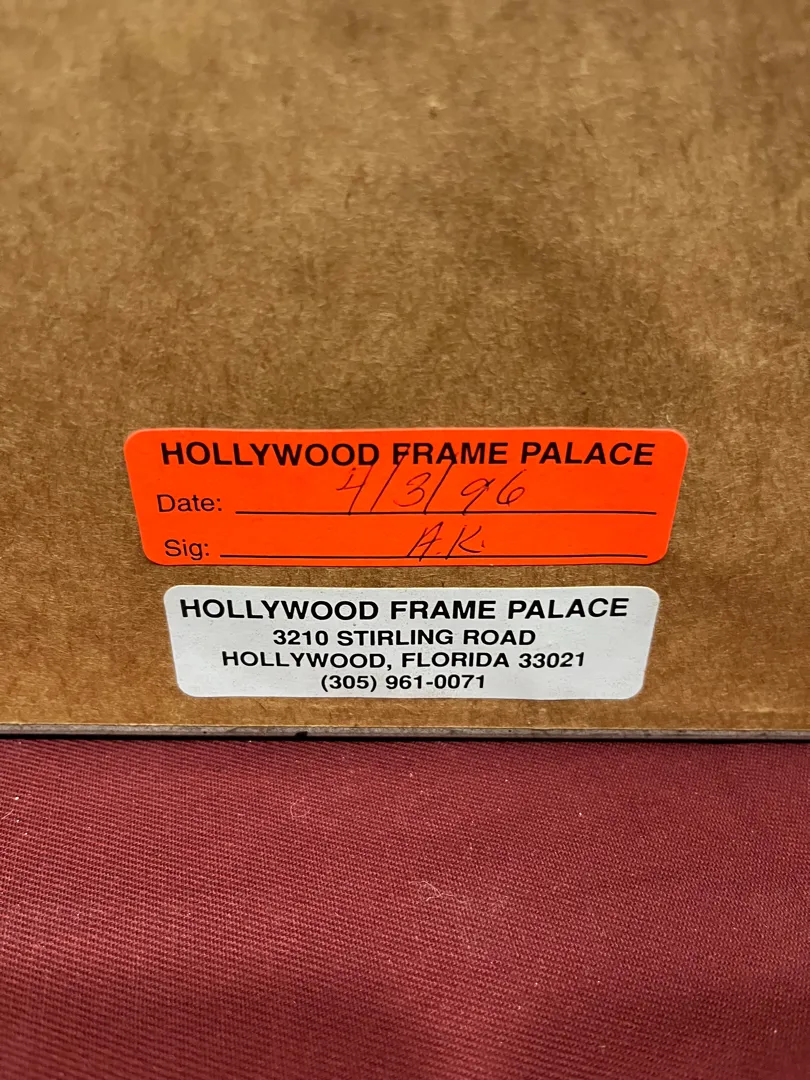 HOLLYWOOD FRAME PALACE
Date: 4/3/96
Sig: A.K.
HOLLYWOOD FRAME PALACE
3210 STIRLING ROAD
HOLLYWOOD, FLORIDA 33021
(305) 961-0071